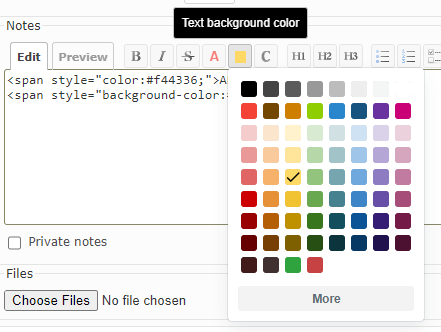 Text background color
Notes
Edit Preview B I S A C H1 H2 H3
<span style="color:#f44336;">A
<span style="background-color:
More
Private notes
Files
Choose Files No file chosen